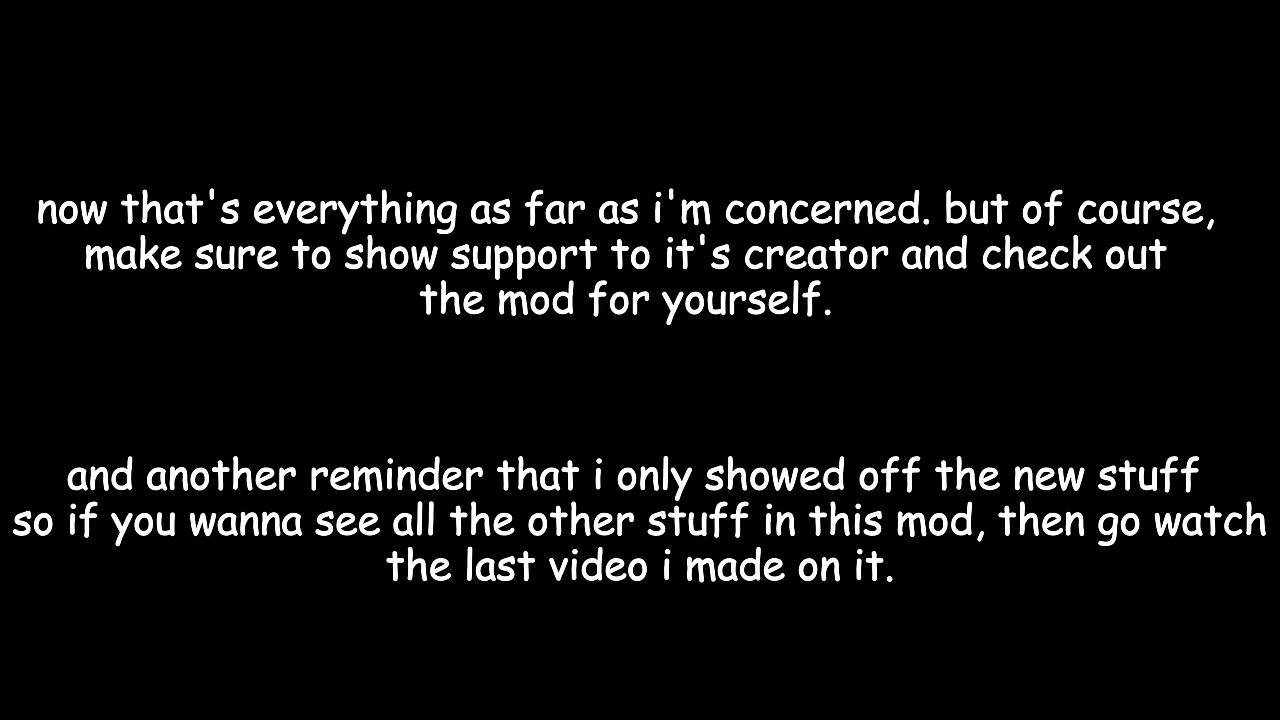 now that's everything as far as i'm concerned. but of course,
make sure to show support to it's creator and check out
the mod for yourself.
and another reminder that i only showed off the new stuff
so if you wanna see all the other stuff in this mod, then go watch
the last video i made on it.